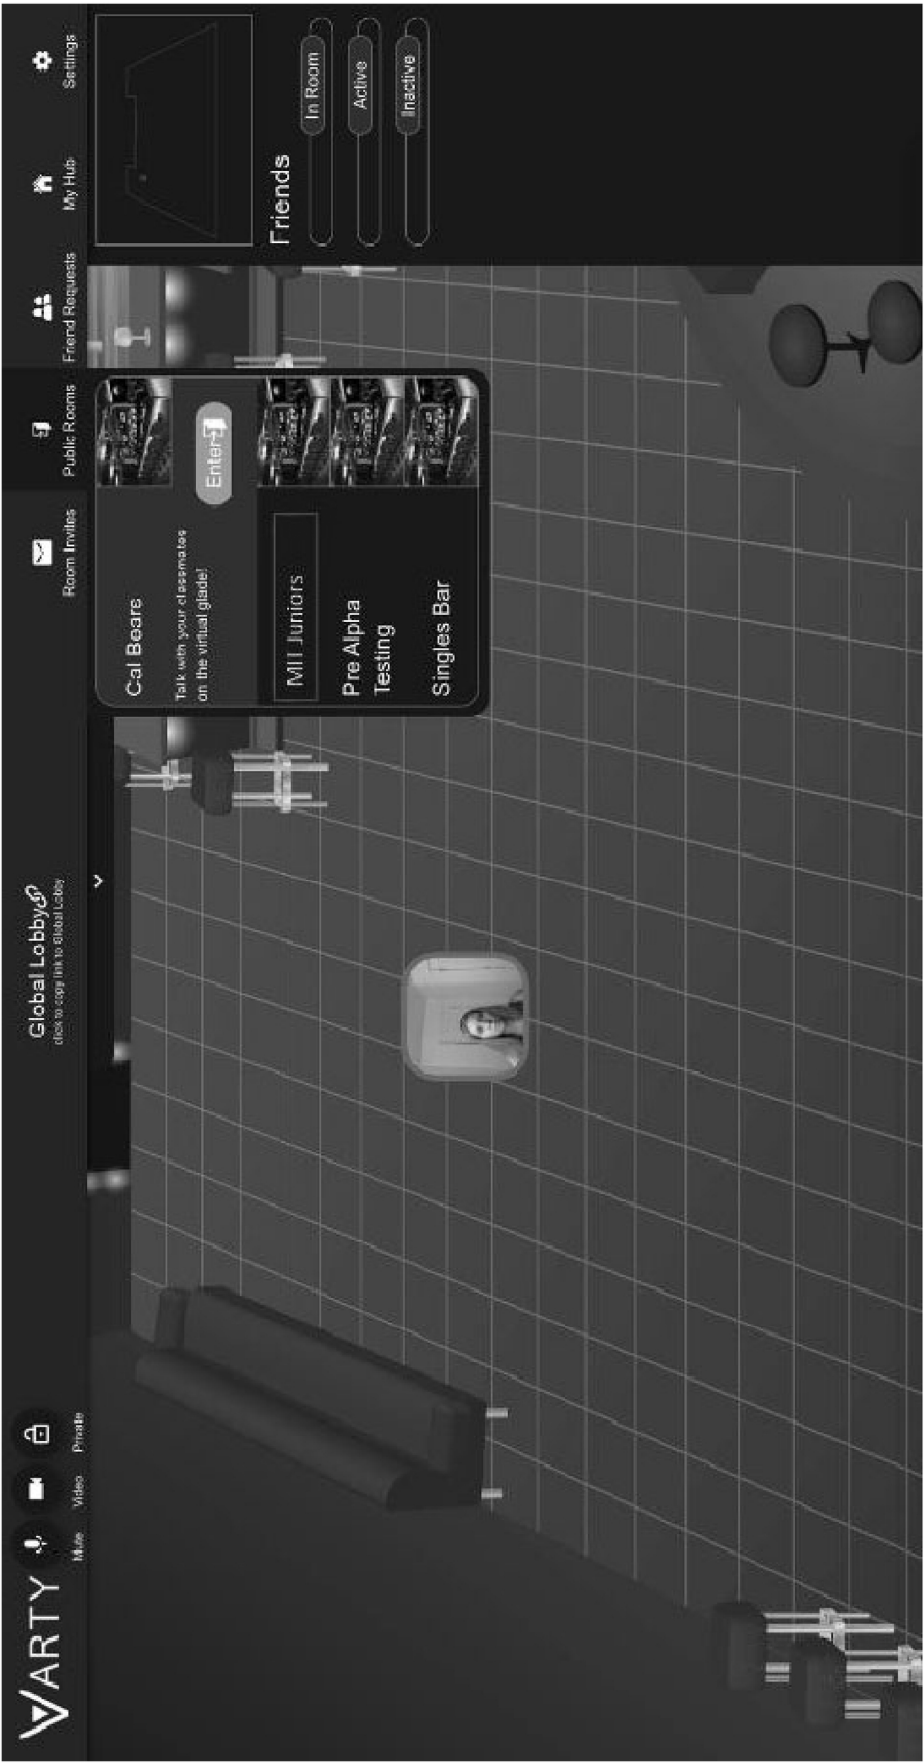 VARTY
Mute
Video
Private
Global Lobby
click to copy link to Global Lobby
Room Invites
Public Rooms
Friend Requests
My Hub
Settings
Cal Bears
Talk with your classmates
on the virtual glade!
Enter
MIT Juniors
Pre Alpha
Testing
Singles Bar
Friends
In Room
Active
Inactive